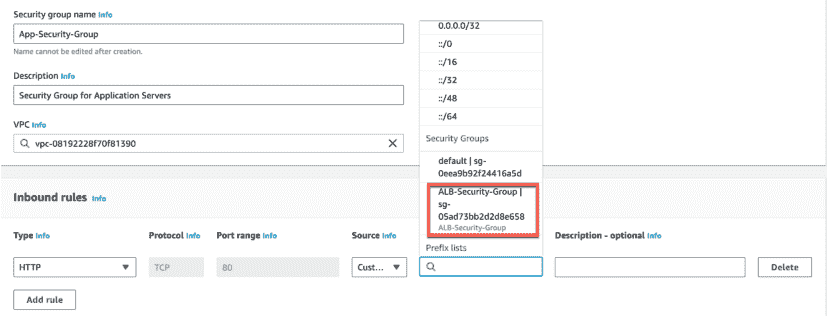 Security group name Info
App-Security-Group
Name cannot be edited after creation.
Description Info
Security Group for Application Servers
VPC Info
vpc-08192228f70f81390
0.0.0.0/32
::/0
::/16
::/32
::/48
::/64
Security Groups
default | sg-
0eea9b92f24416a5d
ALB-Security-Group |
sg-
05ad73bb2d2d8e658
ALB-Security-Group
Prefix lists
Inbound rules Info
Type Info Protocol Info Port range Info Source Info Description - optional Info
HTTP TCP 80 Cust... Delete
Add rule